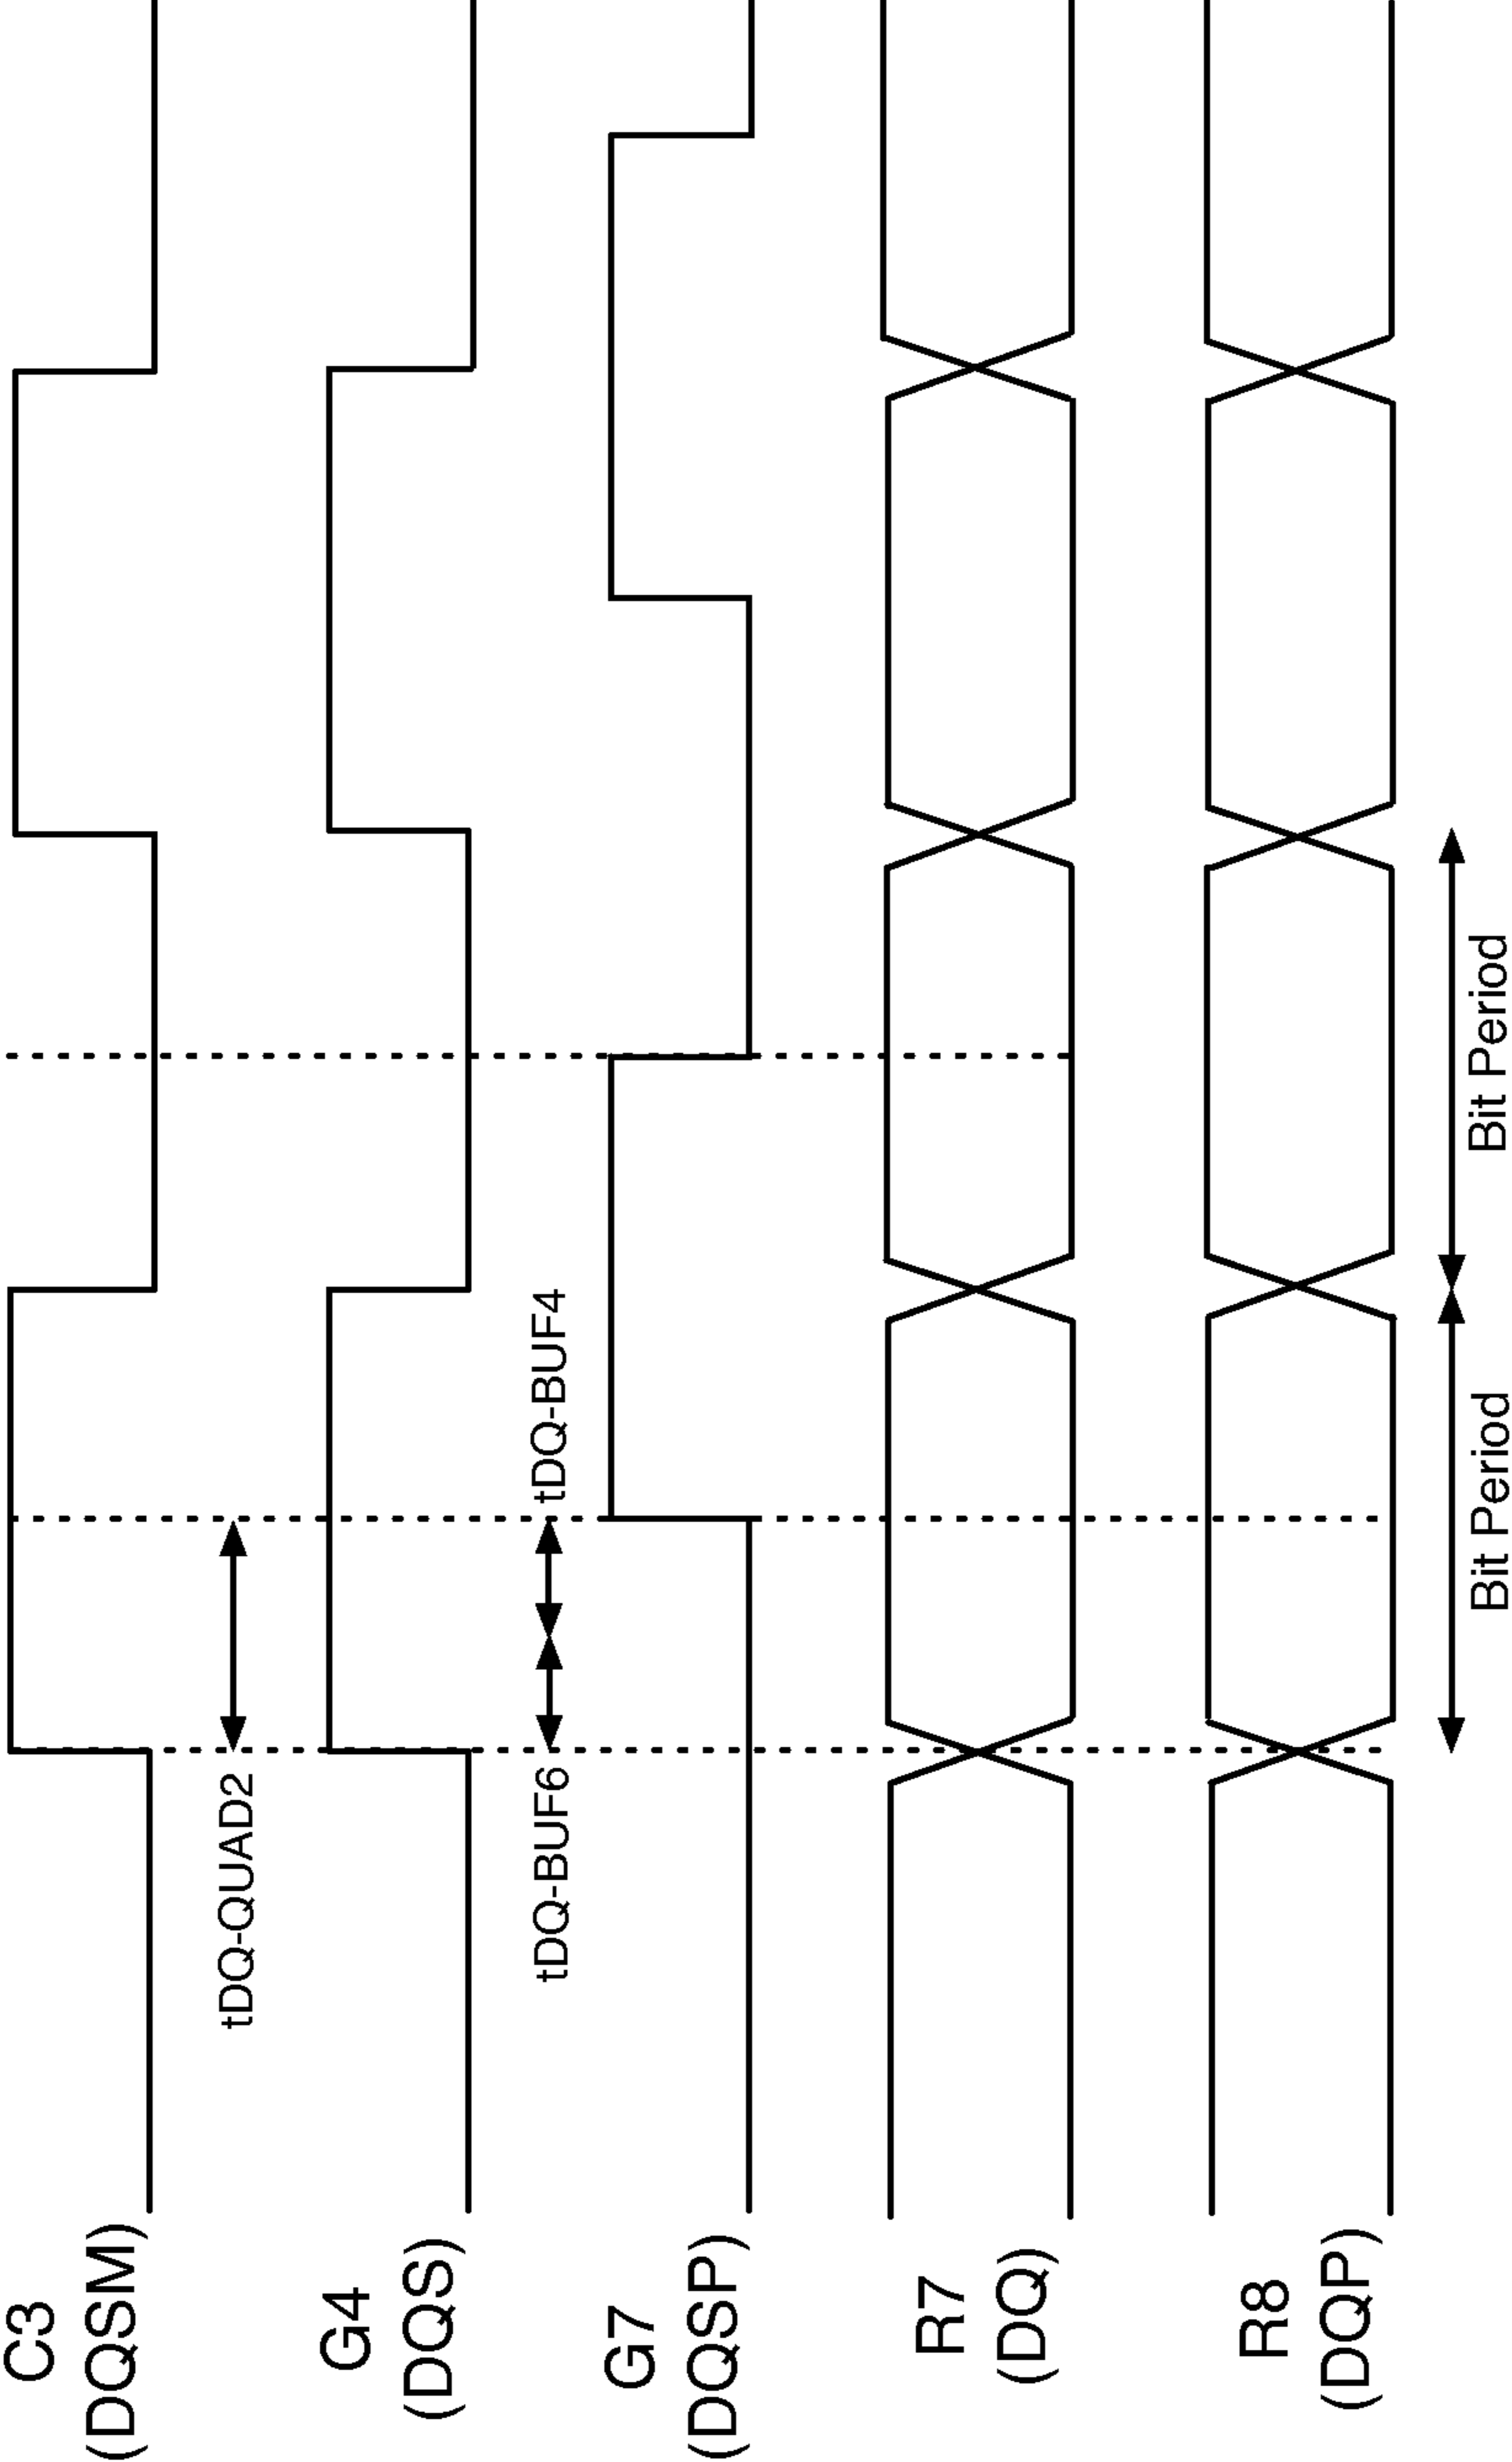 C3
(DQSM)
tDQ-QUAD2
G4
(DQS)
tDQ-BUF6
tDQ-BUF4
G7
(DQSP)
R7
(DQ)
R8
(DQP)
Bit Period
Bit Period